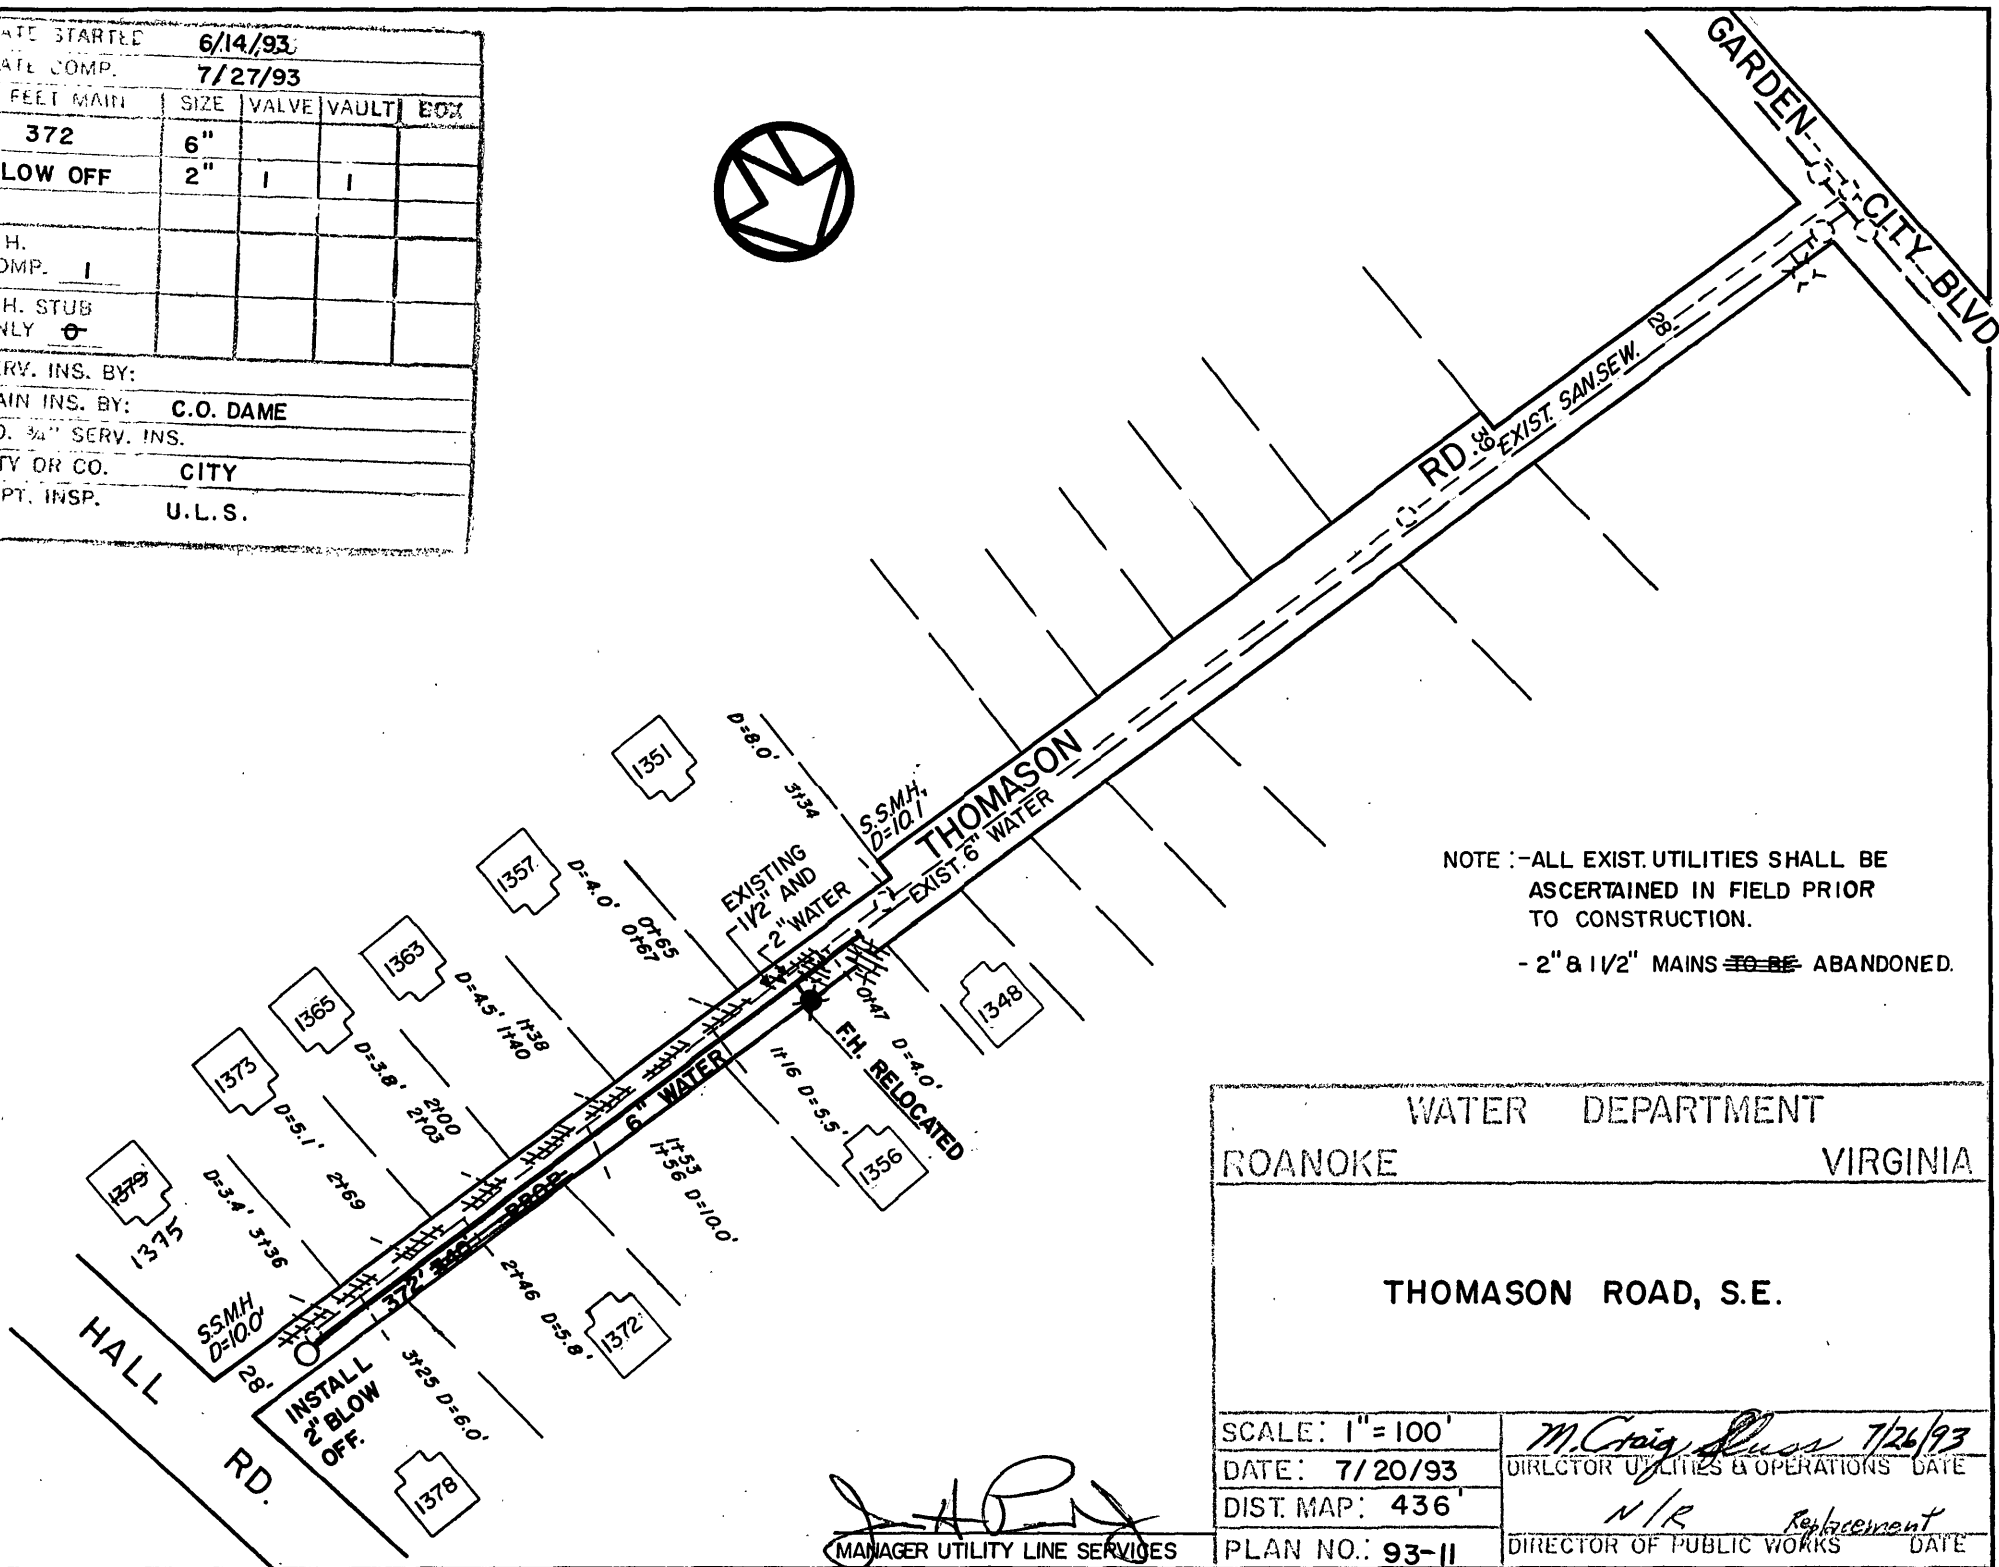 ATE STARTED 6/14/93
ATE COMP. 7/27/93
FEET MAIN SIZE VALVE VAULT BOX
372 6"
LOW OFF 2" 1 1
H.
OMP. 1
H. STUB
NLY 0
ERV. INS. BY:
AIN INS. BY: C.O. DAME
O. 3/4" SERV. INS.
TY OR CO. CITY
PT. INSP. U.L.S.
GARDEN CITY BLVD
28
EXIST. SAN.SEW.
39
THOMASON RD.
EXIST. 6" WATER
S.S.M.H.
D=10.1
1351
D=8.0' 3+34
1357
D=4.0' 0+65
0+67
EXISTING
1 1/2" AND
2" WATER
1363
D=4.5' 1+38
1+40
1365
D=3.8' 2+00
2+03
1373
D=5.1' 2+69
1379
1375
D=3.4' 3+36
S.S.M.H
D=10.0'
28'
HALL RD.
INSTALL
2" BLOW
OFF.
372' 340' PROP. 6" WATER
1348
0+47 D=4.0'
F.H. RELOCATED
1356
1+16 D=5.5'
1+53
1+56 D=10.0'
1372
2+46 D=5.8'
1378
3+25 D=6.0'
NOTE :-ALL EXIST. UTILITIES SHALL BE
ASCERTAINED IN FIELD PRIOR
TO CONSTRUCTION.
- 2" & 1 1/2" MAINS TO BE ABANDONED.
WATER DEPARTMENT
ROANOKE VIRGINIA
THOMASON ROAD, S.E.
SCALE: 1"=100'
DATE: 7/20/93
DIST. MAP: 436
PLAN NO.: 93-11
M. Craig Sluss 7/26/93
DIRECTOR UTILITIES & OPERATIONS DATE
N/R Replacement
DIRECTOR OF PUBLIC WORKS DATE
MANAGER UTILITY LINE SERVICES